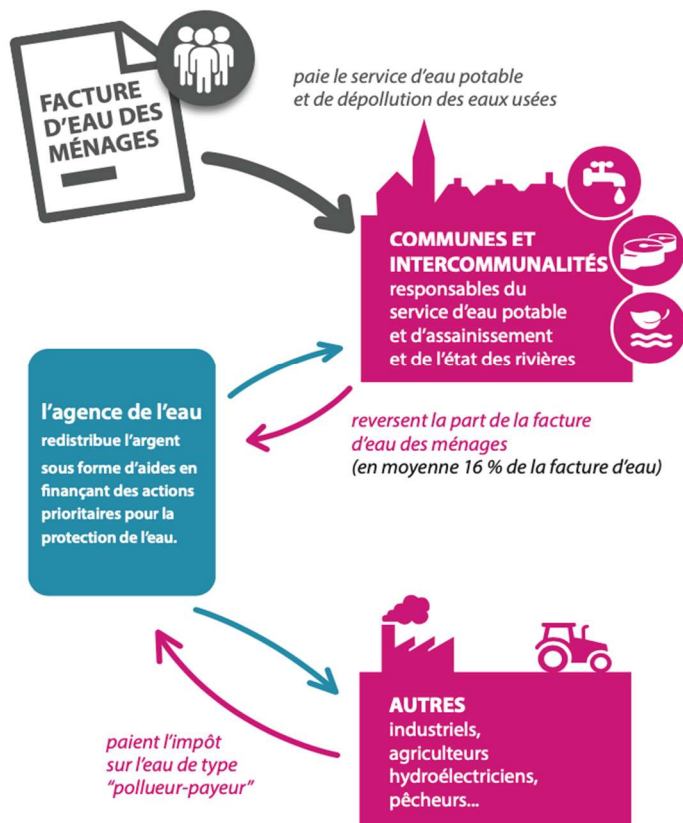 FACTURE
D'EAU DES
MÉNAGES
paie le service d'eau potable
et de dépollution des eaux usées
COMMUNES ET
INTERCOMMUNALITÉS
responsables du
service d'eau potable
et d'assainissement
et de l'état des rivières
l'agence de l'eau
redistribue l'argent
sous forme d'aides en
finançant des actions
prioritaires pour la
protection de l'eau.
reversent la part de la facture
d'eau des ménages
(en moyenne 16 % de la facture d'eau)
AUTRES
industriels,
agriculteurs
hydroélectriciens,
pêcheurs...
paient l'impôt
sur l'eau de type
"pollueur-payeur"